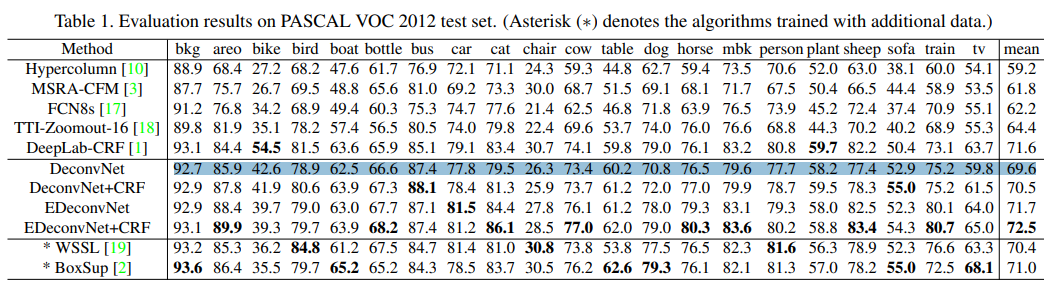 Table 1. Evaluation results on PASCAL VOC 2012 test set. (Asterisk (∗) denotes the algorithms trained with additional data.)
Method bkg areo bike bird boat bottle bus car cat chair cow table dog horse mbk person plant sheep sofa train tv mean
Hypercolumn [10] 88.9 68.4 27.2 68.2 47.6 61.7 76.9 72.1 71.1 24.3 59.3 44.8 62.7 59.4 73.5 70.6 52.0 63.0 38.1 60.0 54.1 59.2
MSRA-CFM [3] 87.7 75.7 26.7 69.5 48.8 65.6 81.0 69.2 73.3 30.0 68.7 51.5 69.1 68.1 71.7 67.5 50.4 66.5 44.4 58.9 53.5 61.8
FCN8s [17] 91.2 76.8 34.2 68.9 49.4 60.3 75.3 74.7 77.6 21.4 62.5 46.8 71.8 63.9 76.5 73.9 45.2 72.4 37.4 70.9 55.1 62.2
TTI-Zoomout-16 [18] 89.8 81.9 35.1 78.2 57.4 56.5 80.5 74.0 79.8 22.4 69.6 53.7 74.0 76.0 76.6 68.8 44.3 70.2 40.2 68.9 55.3 64.4
DeepLab-CRF [1] 93.1 84.4 54.5 81.5 63.6 65.9 85.1 79.1 83.4 30.7 74.1 59.8 79.0 76.1 83.2 80.8 59.7 82.2 50.4 73.1 63.7 71.6
DeconvNet 92.7 85.9 42.6 78.9 62.5 66.6 87.4 77.8 79.5 26.3 73.4 60.2 70.8 76.5 79.6 77.7 58.2 77.4 52.9 75.2 59.8 69.6
DeconvNet+CRF 92.9 87.8 41.9 80.6 63.9 67.3 88.1 78.4 81.3 25.9 73.7 61.2 72.0 77.0 79.9 78.7 59.5 78.3 55.0 75.2 61.5 70.5
EDeconvNet 92.9 88.4 39.7 79.0 63.0 67.7 87.1 81.5 84.4 27.8 76.1 61.2 78.0 79.3 83.1 79.3 58.0 82.5 52.3 80.1 64.0 71.7
EDeconvNet+CRF 93.1 89.9 39.3 79.7 63.9 68.2 87.4 81.2 86.1 28.5 77.0 62.0 79.0 80.3 83.6 80.2 58.8 83.4 54.3 80.7 65.0 72.5
* WSSL [19] 93.2 85.3 36.2 84.8 61.2 67.5 84.7 81.4 81.0 30.8 73.8 53.8 77.5 76.5 82.3 81.6 56.3 78.9 52.3 76.6 63.3 70.4
* BoxSup [2] 93.6 86.4 35.5 79.7 65.2 65.2 84.3 78.5 83.7 30.5 76.2 62.6 79.3 76.1 82.1 81.3 57.0 78.2 55.0 72.5 68.1 71.0